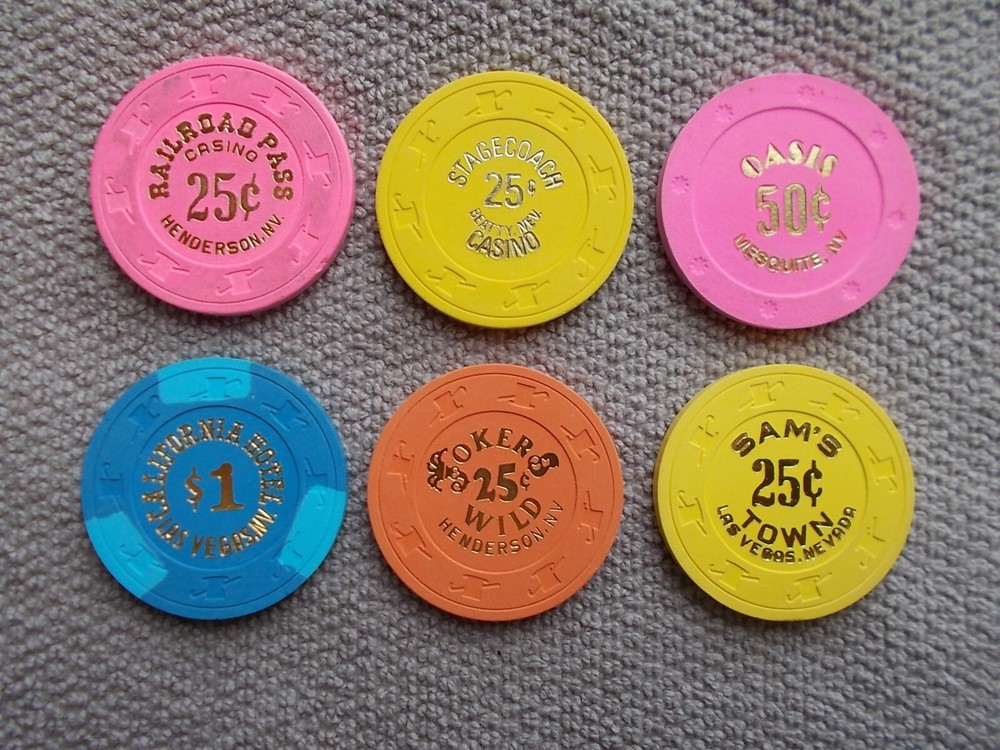 RAILROAD PASS
CASINO
25¢
HENDERSON, NV.
STAGECOACH
25¢
BEATTY, NEV.
CASINO
OASIS
50¢
MESQUITE, NV
CALIFORNIA HOTEL
$1
LAS VEGAS, NV
JOKERS
25¢
WILD
HENDERSON, NV
SAM'S
25¢
TOWN
LAS VEGAS, NEVADA